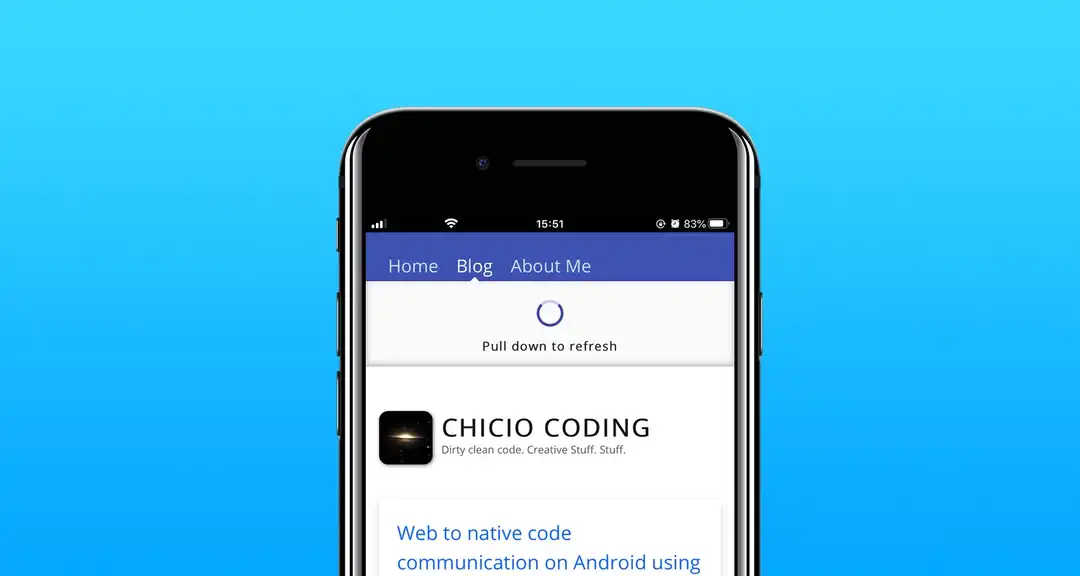 15:51 83%
Home Blog About Me
Pull down to refresh
CHICIO CODING
Dirty clean code. Creative Stuff. Stuff.
Web to native code
communication on Android using